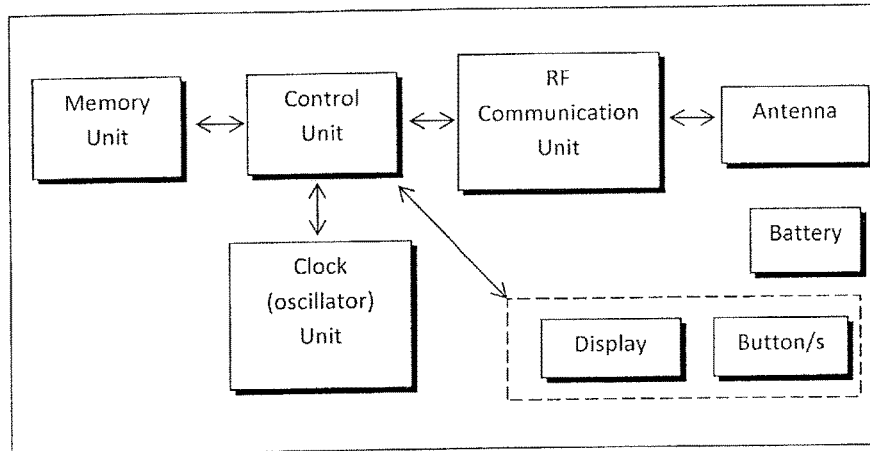 Memory
Unit
Control
Unit
RF
Communication
Unit
Antenna
Battery
Clock
(oscillator)
Unit
Display
Button/s